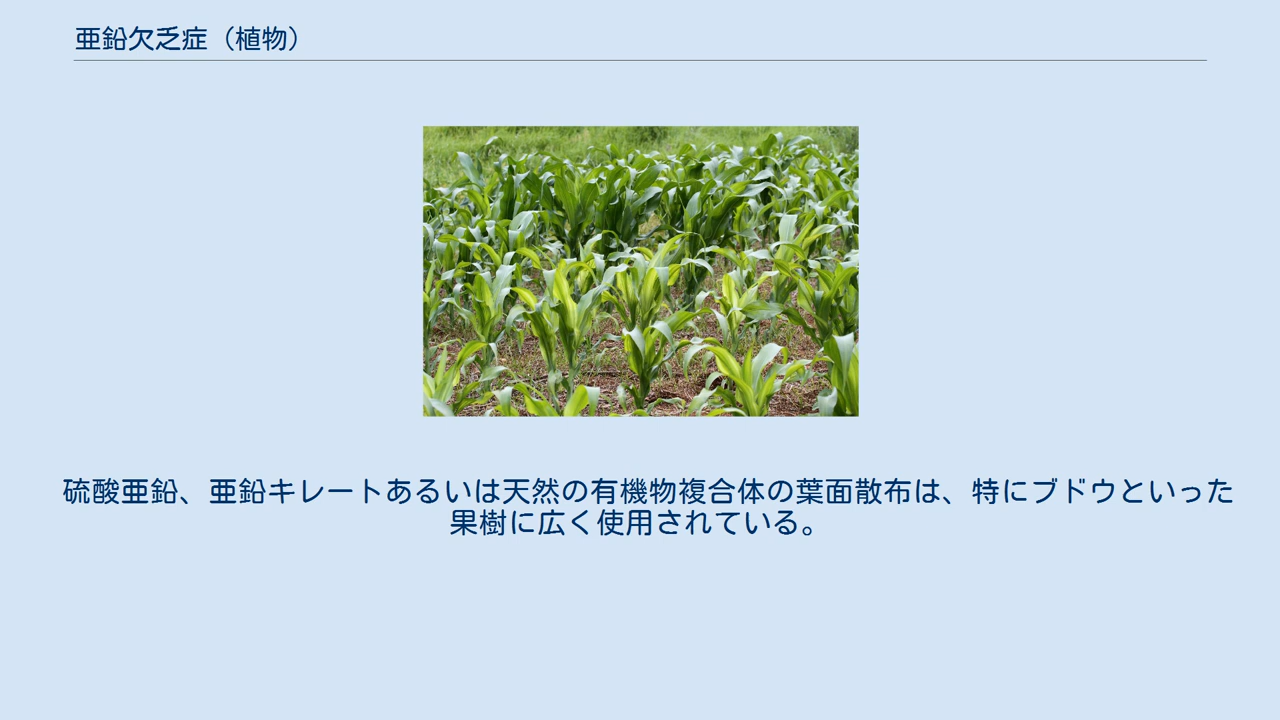 亜鉛欠乏症（植物）
硫酸亜鉛、亜鉛キレートあるいは天然の有機物複合体の葉面散布は、特にブドウといった
果樹に広く使用されている。